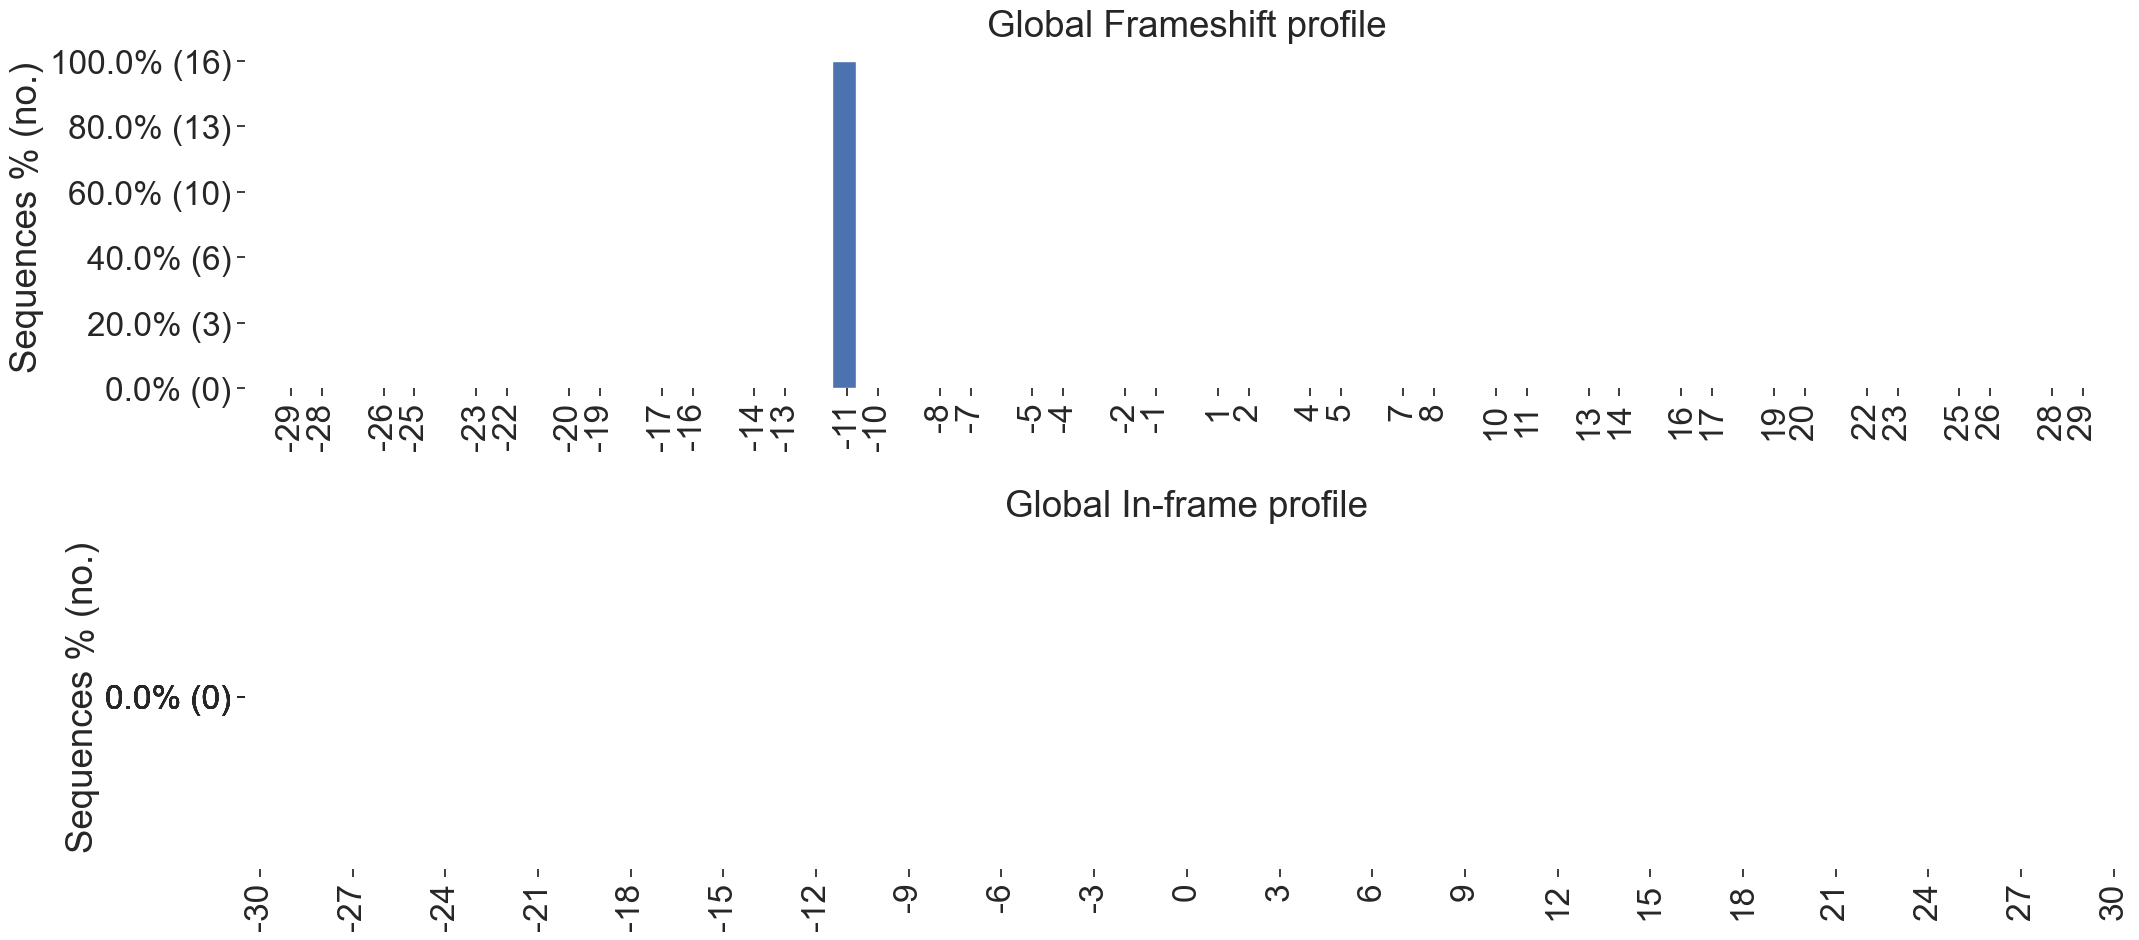 Global Frameshift profile
Sequences % (no.)
100.0% (16)
80.0% (13)
60.0% (10)
40.0% (6)
20.0% (3)
0.0% (0)
-29 -28 -26 -25 -23 -22 -20 -19 -17 -16 -14 -13 -11 -10 -8 -7 -5 -4 -2 -1 1 2 4 5 7 8 10 11 13 14 16 17 19 20 22 23 25 26 28 29
Global In-frame profile
Sequences % (no.)
0.0% (0)
-30 -27 -24 -21 -18 -15 -12 -9 -6 -3 0 3 6 9 12 15 18 21 24 27 30